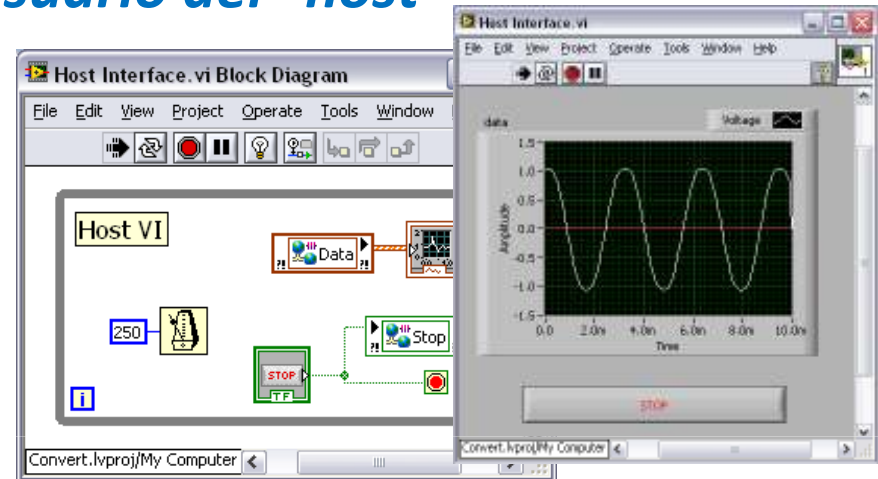 suario del "host"
Host Interface.vi Block Diagram
File Edit View Project Operate Tools Window
Host VI
Data
250
Stop
STOP
TF
i
Convert.lvproj/My Computer
Host Interface.vi
File Edit View Project Operate Tools Window Help
data
Voltage
1.5
1.0
0.5
0.0
-1.0
-1.5
Amplitude
0.0 2.0m 4.0m 6.0m 8.0m 10.0m
Time
STOP
Convert.lvproj/My Computer